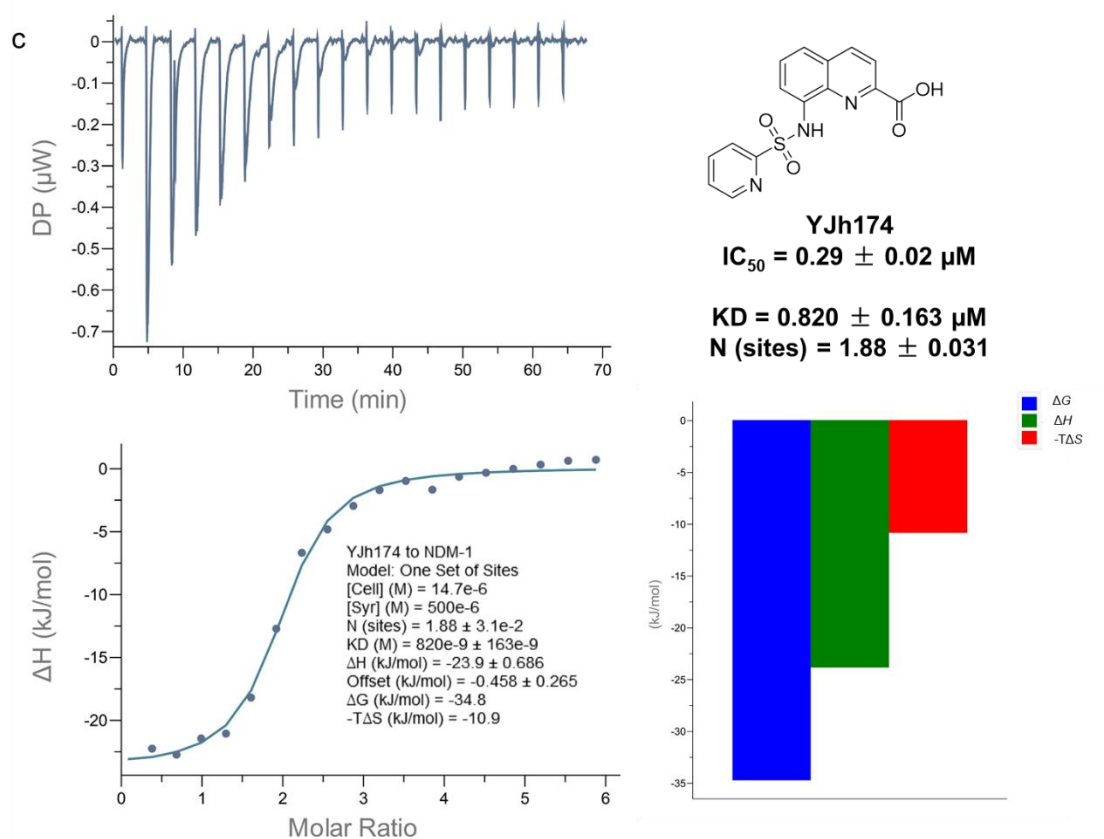 c
0
-0.1
-0.2
-0.3
-0.4
-0.5
-0.6
-0.7
DP (µW)
0 10 20 30 40 50 60 70
Time (min)
N
OH
O
O
S
NH
O
N
YJh174
IC₅₀ = 0.29 ± 0.02 µM
KD = 0.820 ± 0.163 µM
N (sites) = 1.88 ± 0.031
0
-5
-10
-15
-20
ΔH (kJ/mol)
YJh174 to NDM-1
Model: One Set of Sites
[Cell] (M) = 14.7e-6
[Syr] (M) = 500e-6
N (sites) = 1.88 ± 3.1e-2
KD (M) = 820e-9 ± 163e-9
ΔH (kJ/mol) = -23.9 ± 0.686
Offset (kJ/mol) = -0.458 ± 0.265
ΔG (kJ/mol) = -34.8
-TΔS (kJ/mol) = -10.9
0 1 2 3 4 5 6
Molar Ratio
ΔG
ΔH
-TΔS
0
-5
-10
-15
-20
-25
-30
-35
(kJ/mol)